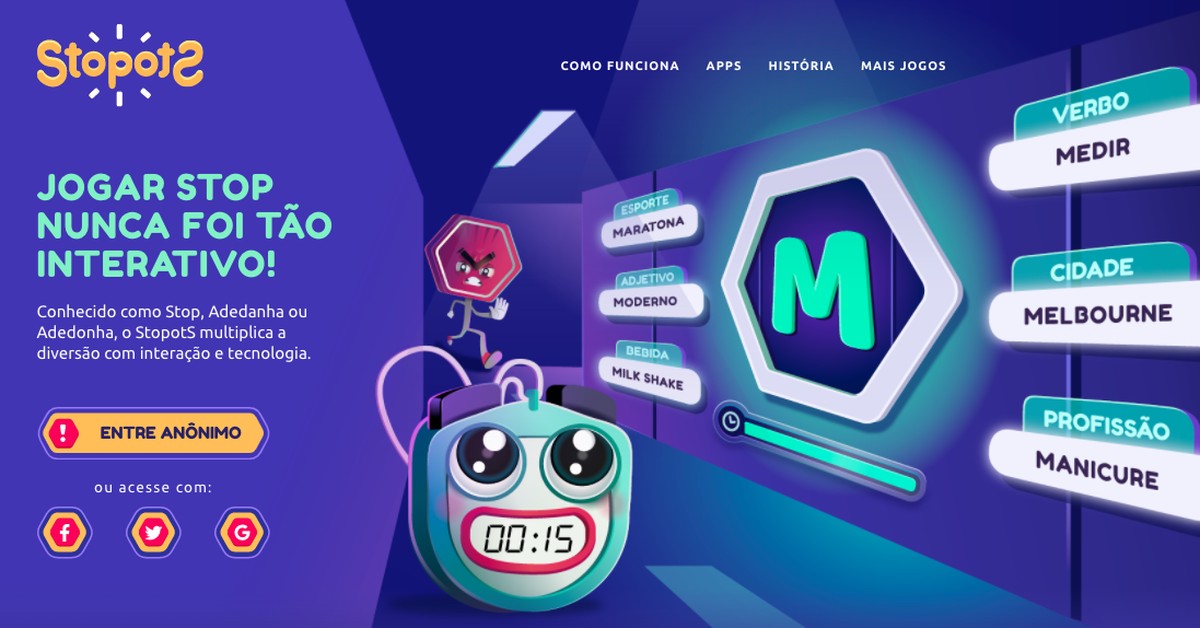 StopotS
COMO FUNCIONA
APPS
HISTÓRIA
MAIS JOGOS
JOGAR STOP
NUNCA FOI TÃO
INTERATIVO!
Conhecido como Stop, Adedanha ou
Adedonha, o StopotS multiplica a
diversão com interação e tecnologia.
! ENTRE ANÔNIMO
ou acesse com:
f
G
ESPORTE
MARATONA
ADJETIVO
MODERNO
BEBIDA
MILK SHAKE
M
00:15
VERBO
MEDIR
CIDADE
MELBOURNE
PROFISSÃO
MANICURE